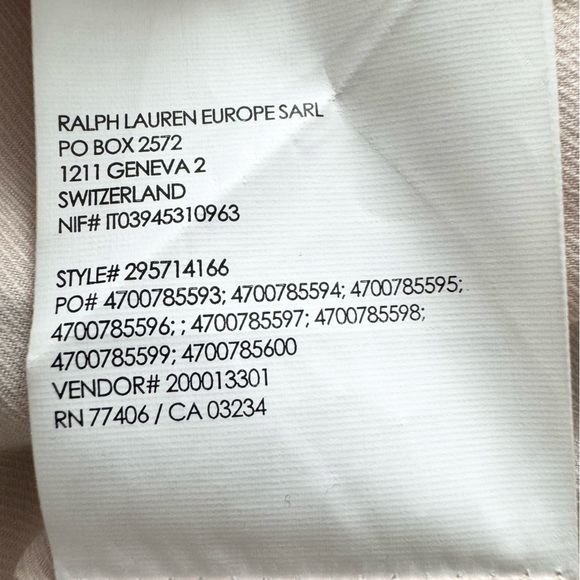 RALPH LAUREN EUROPE SARL
PO BOX 2572
1211 GENEVA 2
SWITZERLAND
NIF# IT03945310963
STYLE# 295714166
PO# 4700785593; 4700785594; 4700785595;
4700785596; ; 4700785597; 4700785598;
4700785599; 4700785600
VENDOR# 200013301
RN 77406 / CA 03234